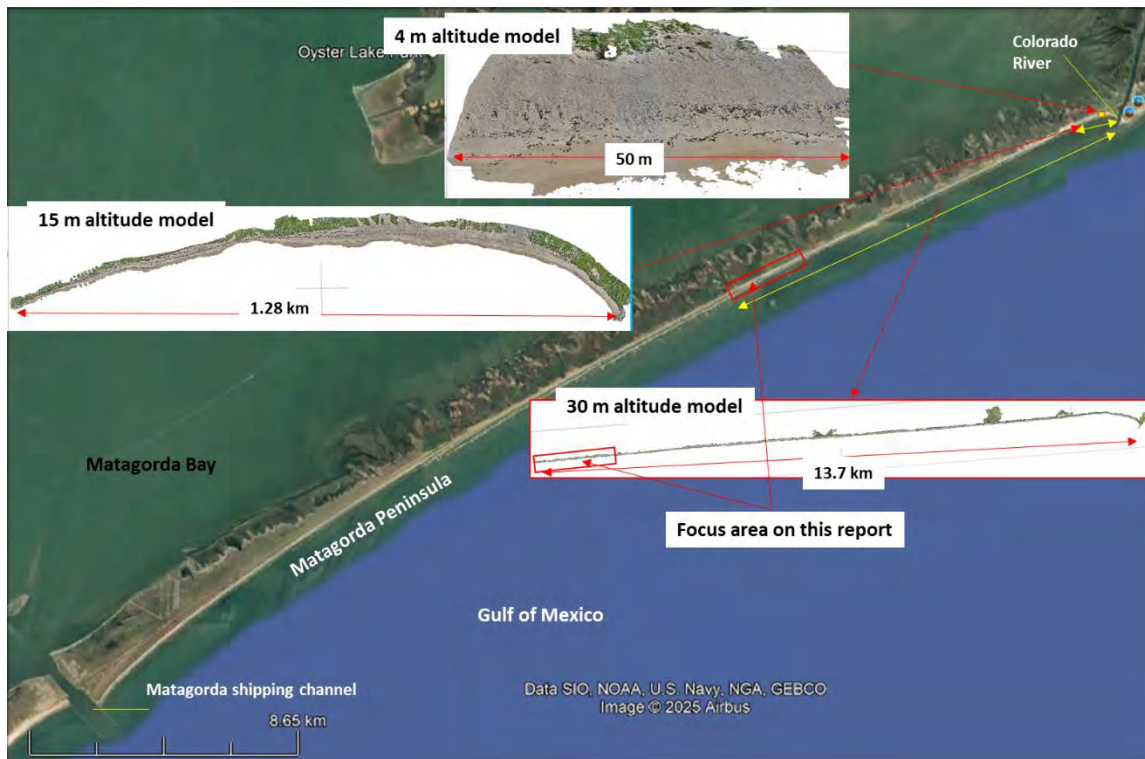 4 m altitude model
Oyster Lake Park
Colorado
River
50 m
15 m altitude model
1.28 km
30 m altitude model
13.7 km
Matagorda Bay
Matagorda Peninsula
Focus area on this report
Gulf of Mexico
Matagorda shipping channel
8.65 km
Data SIO, NOAA, U.S. Navy, NGA, GEBCO
Image © 2025 Airbus